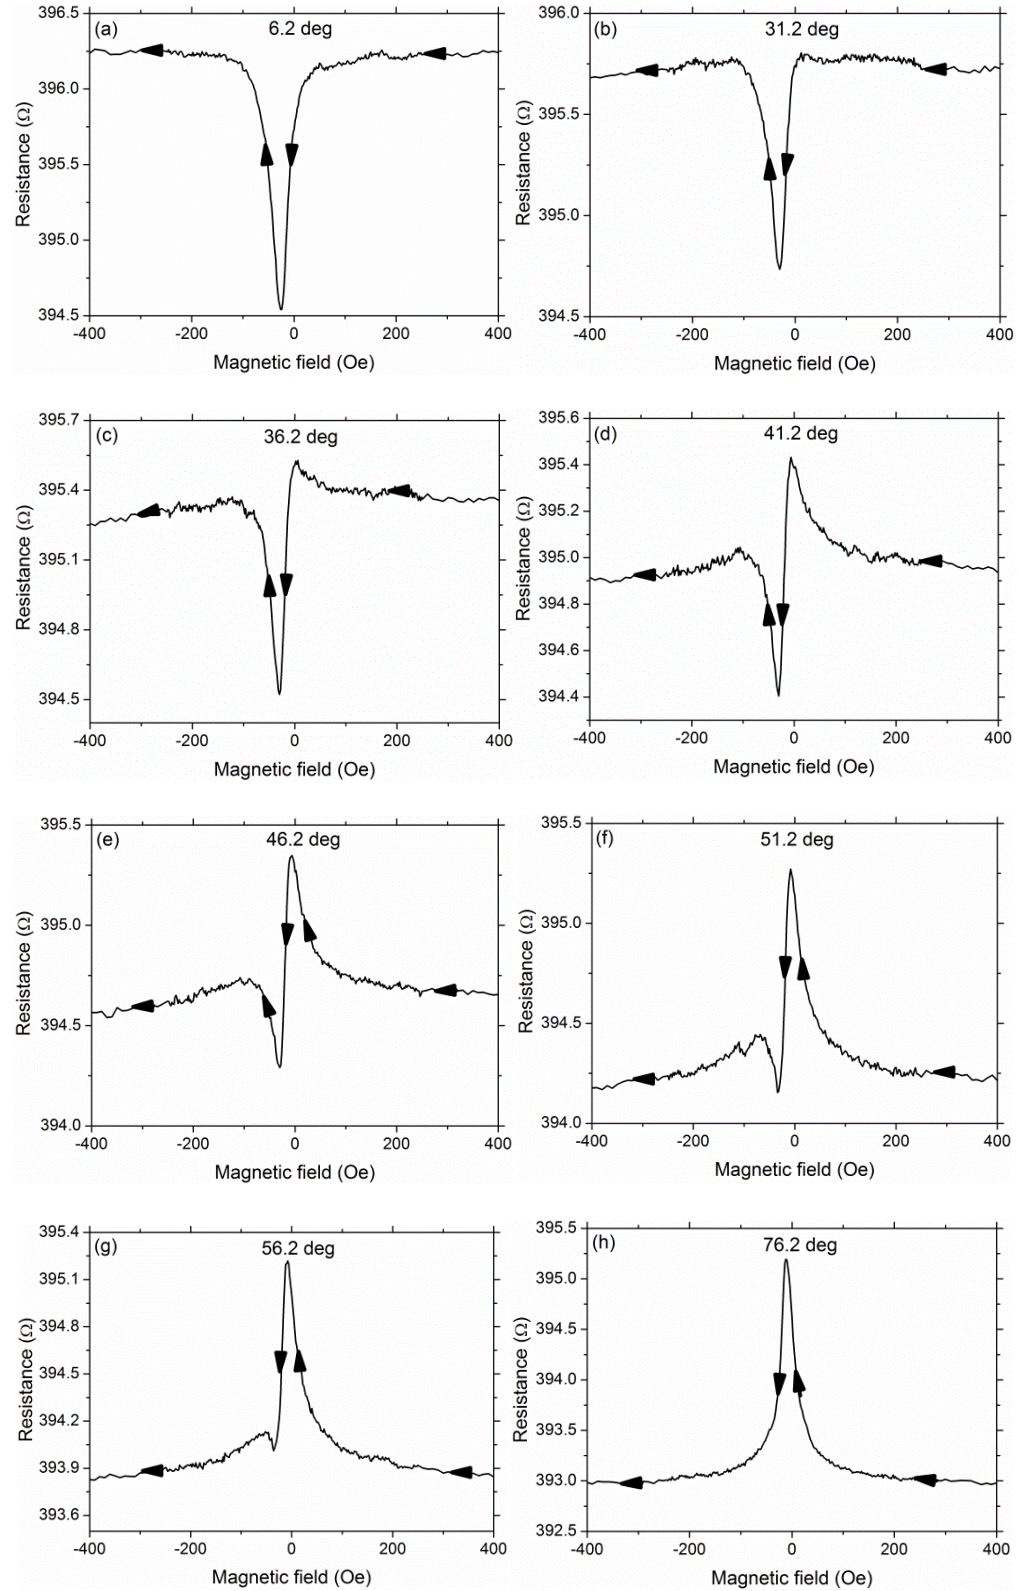 (a)
6.2 deg
396.5
396.0
395.5
395.0
394.5
Resistance (Ω)
-400 -200 0 200 400
Magnetic field (Oe)
(b)
31.2 deg
396.0
395.5
395.0
394.5
Resistance (Ω)
-400 -200 0 200 400
Magnetic field (Oe)
(c)
36.2 deg
395.7
395.4
395.1
394.8
394.5
Resistance (Ω)
-400 -200 0 200 400
Magnetic field (Oe)
(d)
41.2 deg
395.6
395.4
395.2
395.0
394.8
394.6
394.4
Resistance (Ω)
-400 -200 0 200 400
Magnetic field (Oe)
(e)
46.2 deg
395.5
395.0
394.5
394.0
Resistance (Ω)
-400 -200 0 200 400
Magnetic field (Oe)
(f)
51.2 deg
395.5
395.0
394.5
394.0
Resistance (Ω)
-400 -200 0 200 400
Magnetic field (Oe)
(g)
56.2 deg
395.4
395.1
394.8
394.5
394.2
393.9
393.6
Resistance (Ω)
-400 -200 0 200 400
Magnetic field (Oe)
(h)
76.2 deg
395.5
395.0
394.5
394.0
393.5
393.0
392.5
Resistance (Ω)
-400 -200 0 200 400
Magnetic field (Oe)